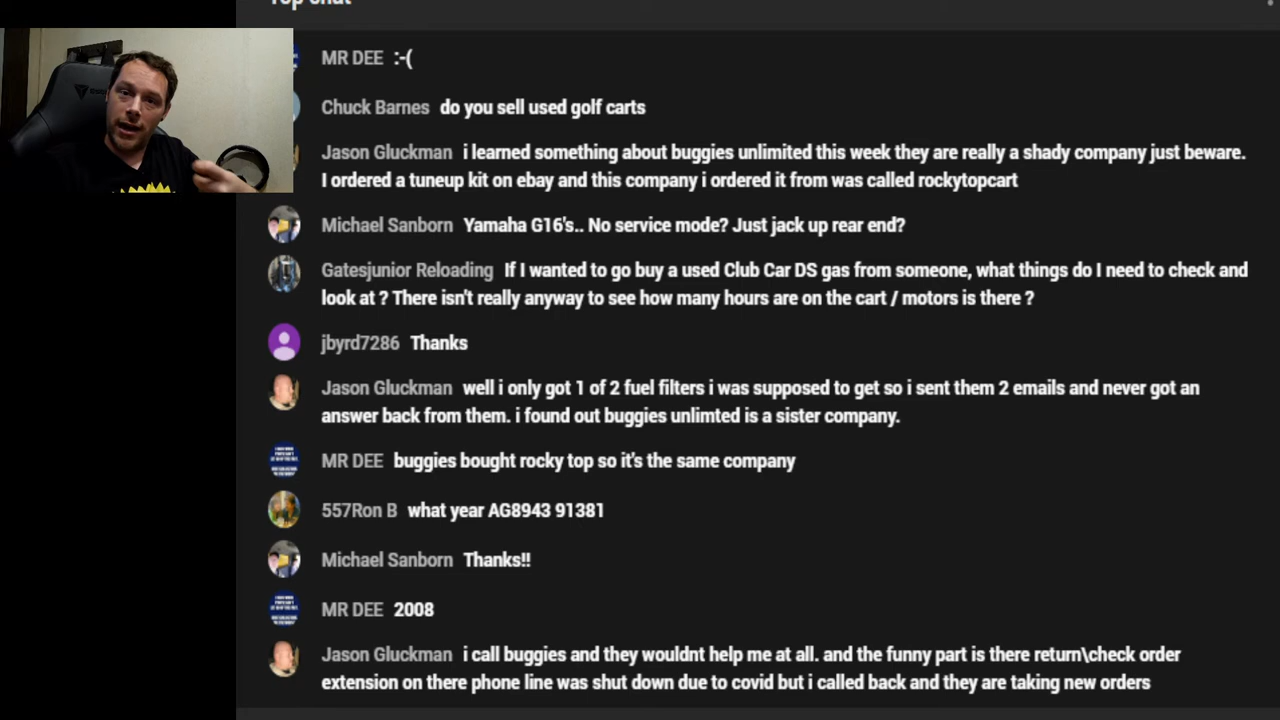 Top chat
MR DEE :-(
Chuck Barnes do you sell used golf carts
Jason Gluckman i learned something about buggies unlimited this week they are really a shady company just beware.
I ordered a tuneup kit on ebay and this company i ordered it from was called rockytopcart
Michael Sanborn Yamaha G16's.. No service mode? Just jack up rear end?
Gatesjunior Reloading If I wanted to go buy a used Club Car DS gas from someone, what things do I need to check and
look at ? There isn't really anyway to see how many hours are on the cart / motors is there ?
jbyrd7286 Thanks
Jason Gluckman well i only got 1 of 2 fuel filters i was supposed to get so i sent them 2 emails and never got an
answer back from them. i found out buggies unlimted is a sister company.
MR DEE buggies bought rocky top so it's the same company
557Ron B what year AG8943 91381
Michael Sanborn Thanks!!
MR DEE 2008
Jason Gluckman i call buggies and they wouldnt help me at all. and the funny part is there return\check order
extension on there phone line was shut down due to covid but i called back and they are taking new orders